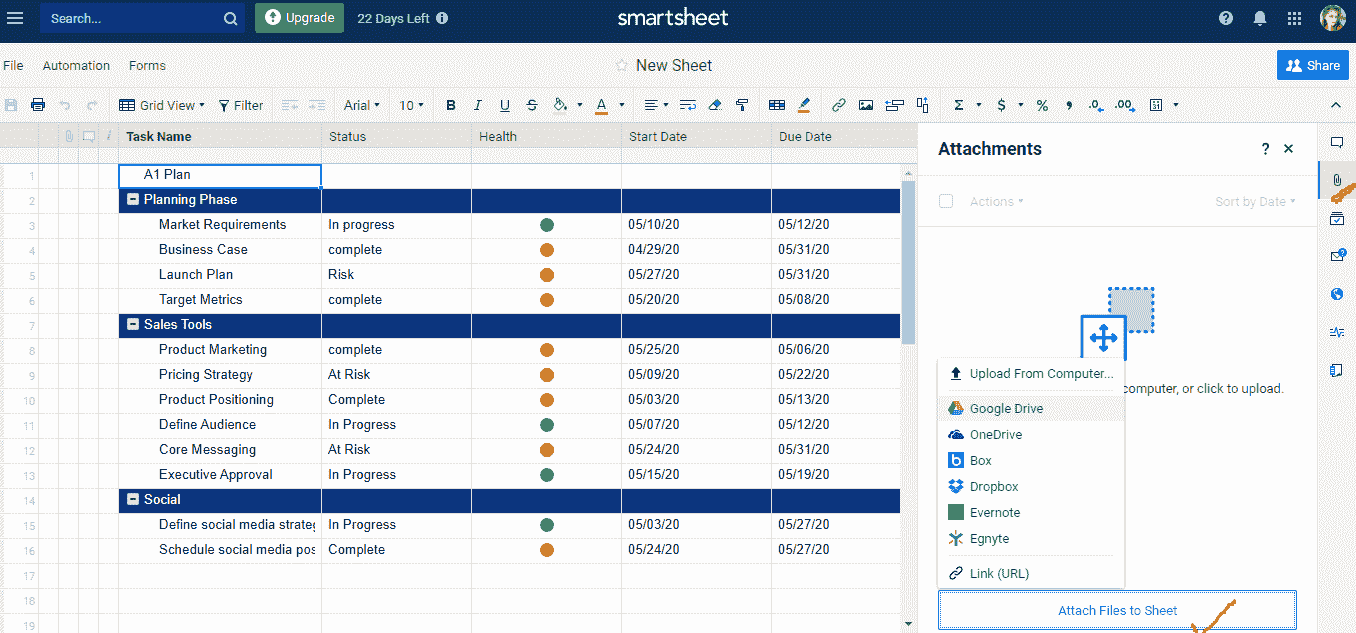 Search... Upgrade 22 Days Left smartsheet
File Automation Forms New Sheet Share
Grid View Filter Arial 10 B I U S A Σ $ % , .0 .00
Task Name Status Health Start Date Due Date
1 A1 Plan
2 Planning Phase
3 Market Requirements In progress 05/10/20 05/12/20
4 Business Case complete 04/29/20 05/31/20
5 Launch Plan Risk 05/27/20 05/31/20
6 Target Metrics complete 05/20/20 05/08/20
7 Sales Tools
8 Product Marketing complete 05/25/20 05/06/20
9 Pricing Strategy At Risk 05/09/20 05/22/20
10 Product Positioning Complete 05/03/20 05/13/20
11 Define Audience In Progress 05/07/20 05/12/20
12 Core Messaging At Risk 05/24/20 05/31/20
13 Executive Approval In Progress 05/15/20 05/19/20
14 Social
15 Define social media strateg In Progress 05/03/20 05/27/20
16 Schedule social media pos Complete 05/24/20 05/27/20
17
18
19
Attachments ?
Actions Sort by Date
Upload From Computer...
computer, or click to upload.
Google Drive
OneDrive
Box
Dropbox
Evernote
Egnyte
Link (URL)
Attach Files to Sheet